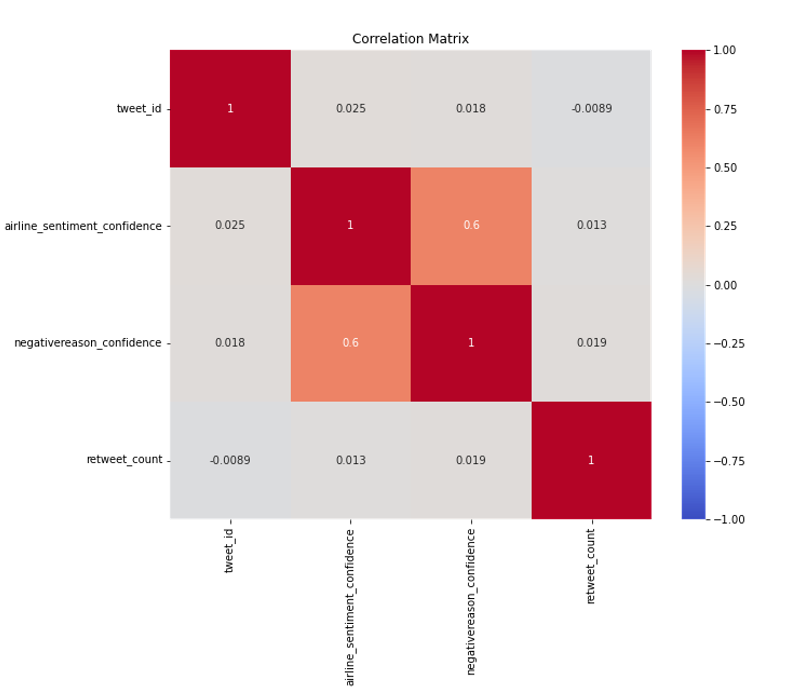 Correlation Matrix
tweet_id
1
0.025
0.018
-0.0089
airline_sentiment_confidence
0.025
1
0.6
0.013
negativereason_confidence
0.018
0.6
1
0.019
retweet_count
-0.0089
0.013
0.019
1
tweet_id
airline_sentiment_confidence
negativereason_confidence
retweet_count
1.00
0.75
0.50
0.25
0.00
−0.25
−0.50
−0.75
−1.00